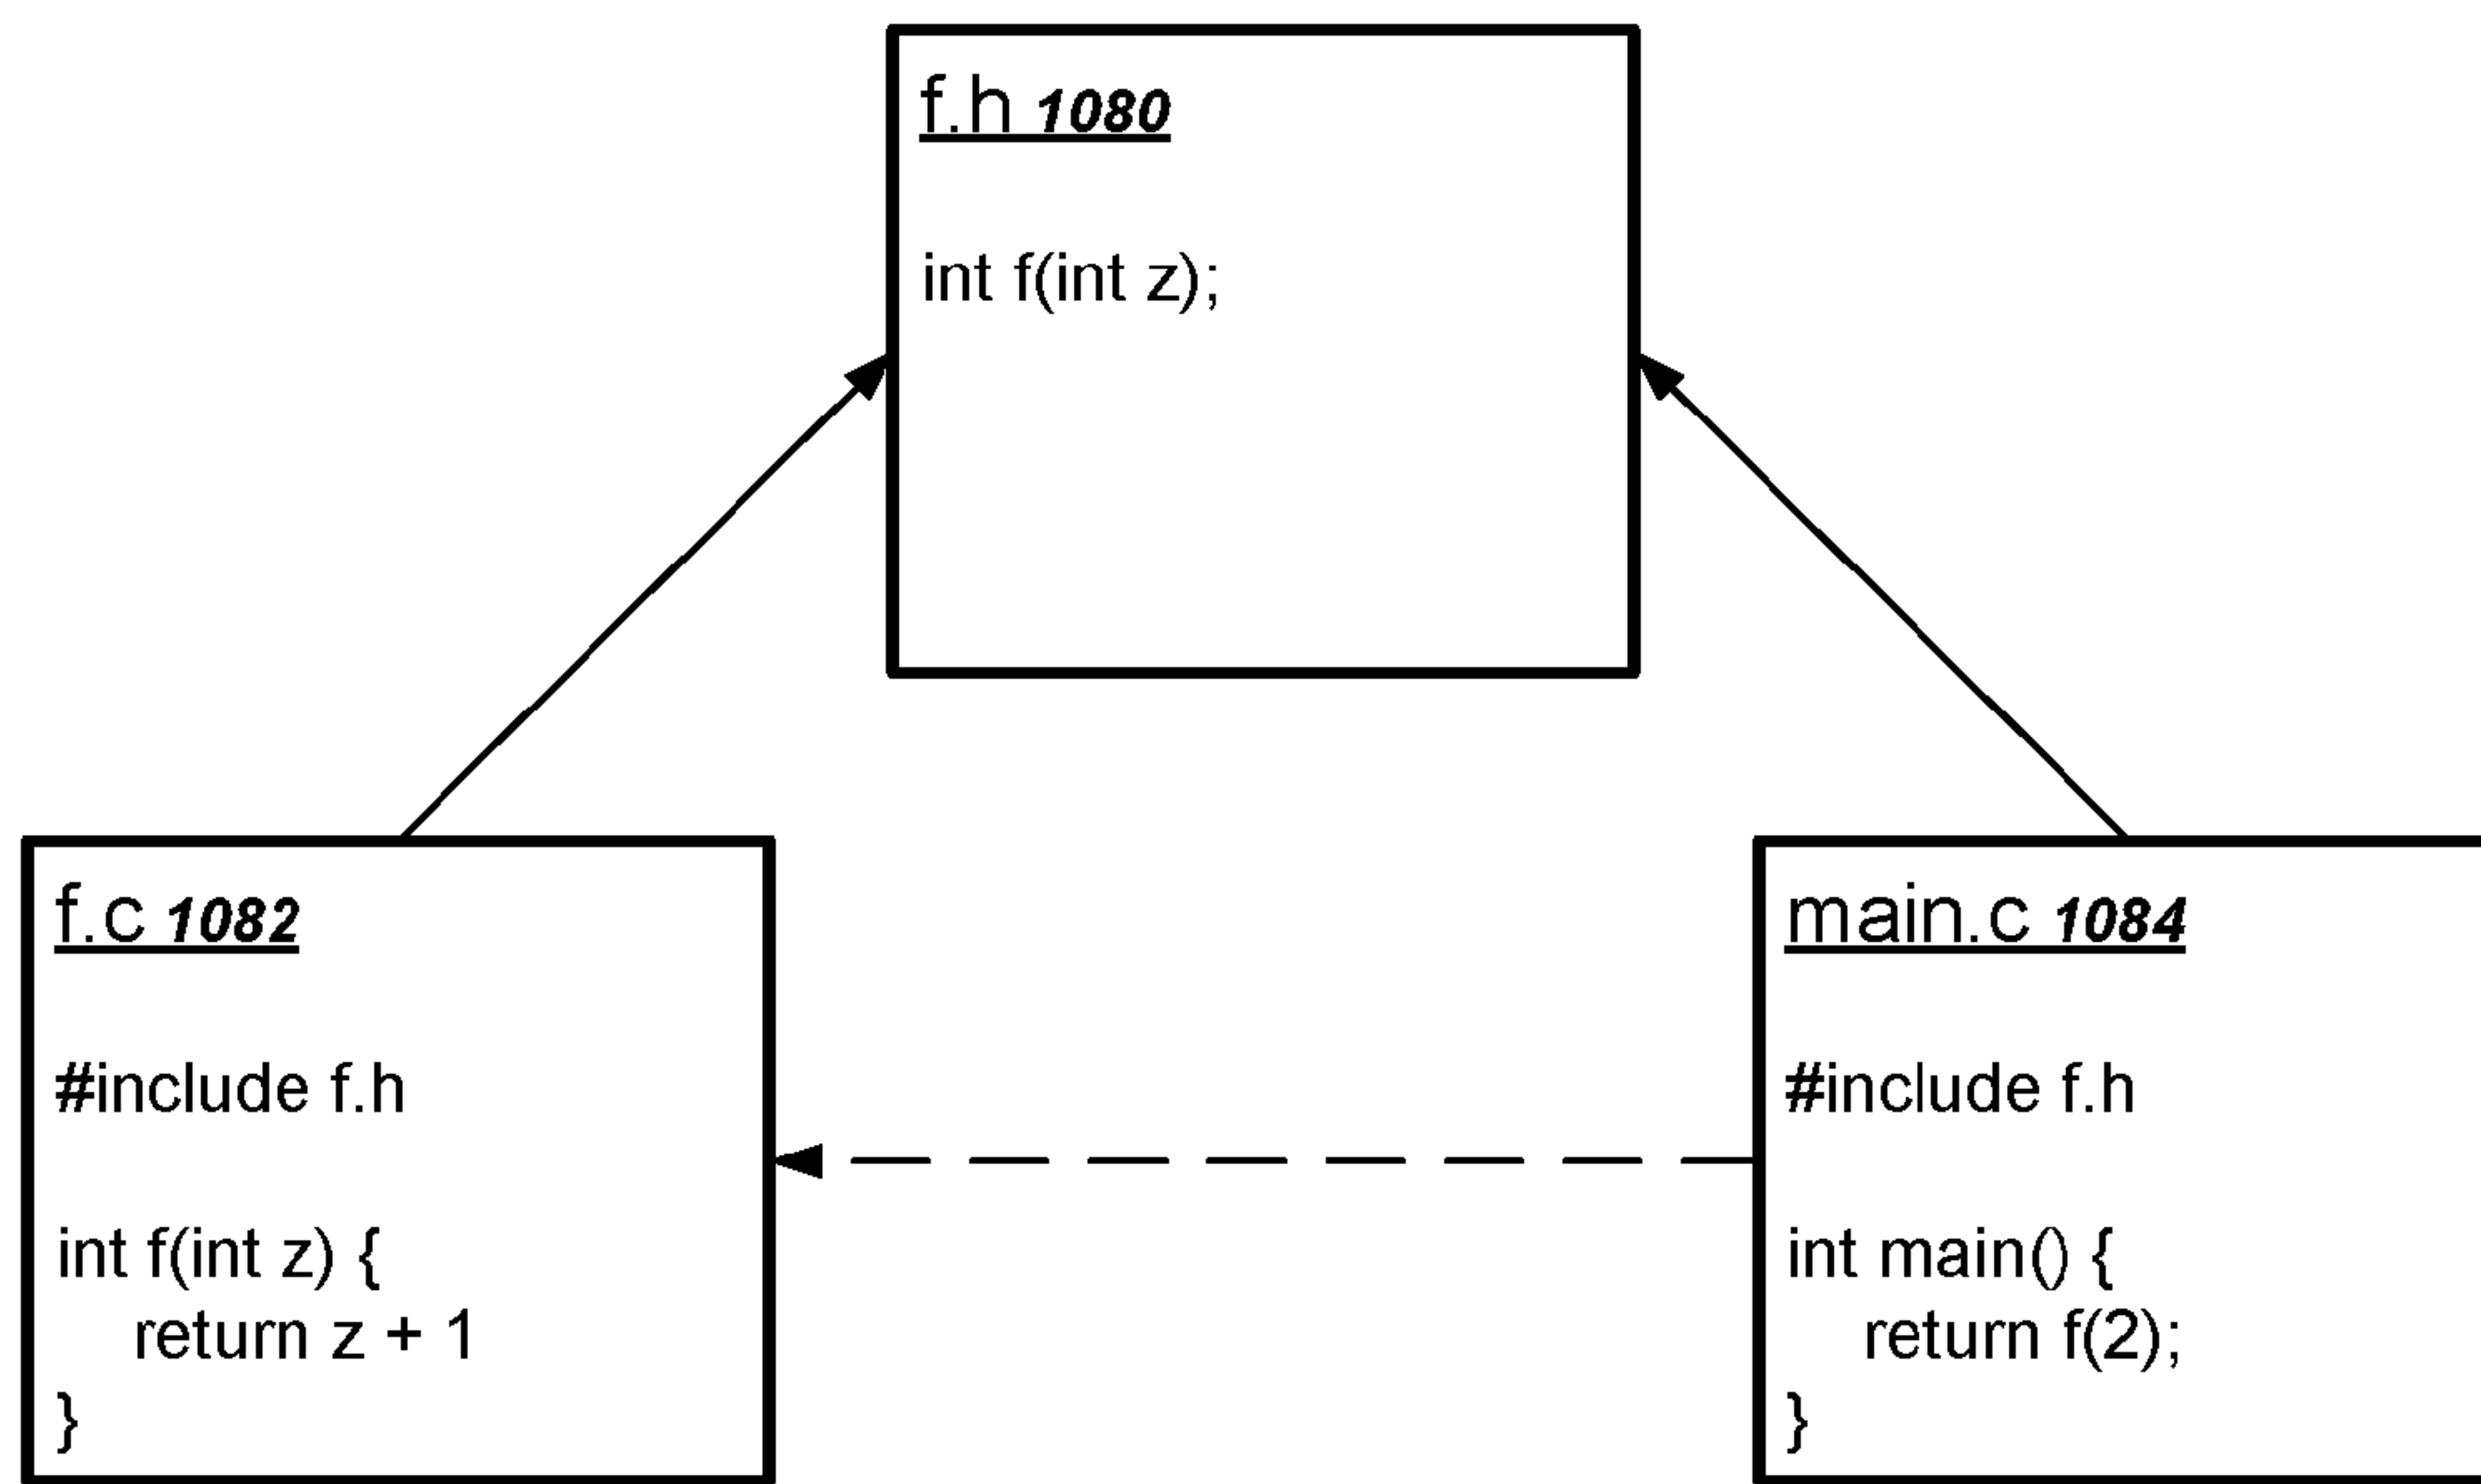 f.h 1080
int f(int z);
f.c 1082
#include f.h
int f(int z) {
return z + 1
}
main.c 1084
#include f.h
int main() {
return f(2);
}